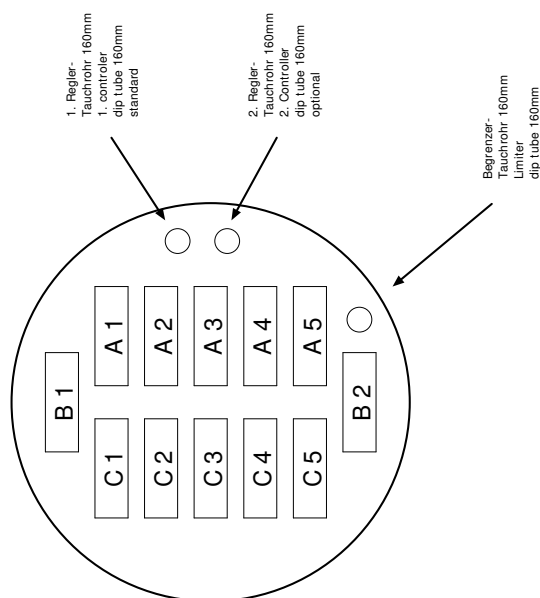 1. Regler-
Tauchrohr 160mm
1. controler
dip tube 160mm
standard
2. Regler-
Tauchrohr 160mm
2. Controller
dip tube 160mm
optional
Begrenzer-
Tauchrohr 160mm
Limiter
dip tube 160mm
B 1
A 1
A 2
A 3
A 4
A 5
B 2
C 1
C 2
C 3
C 4
C 5